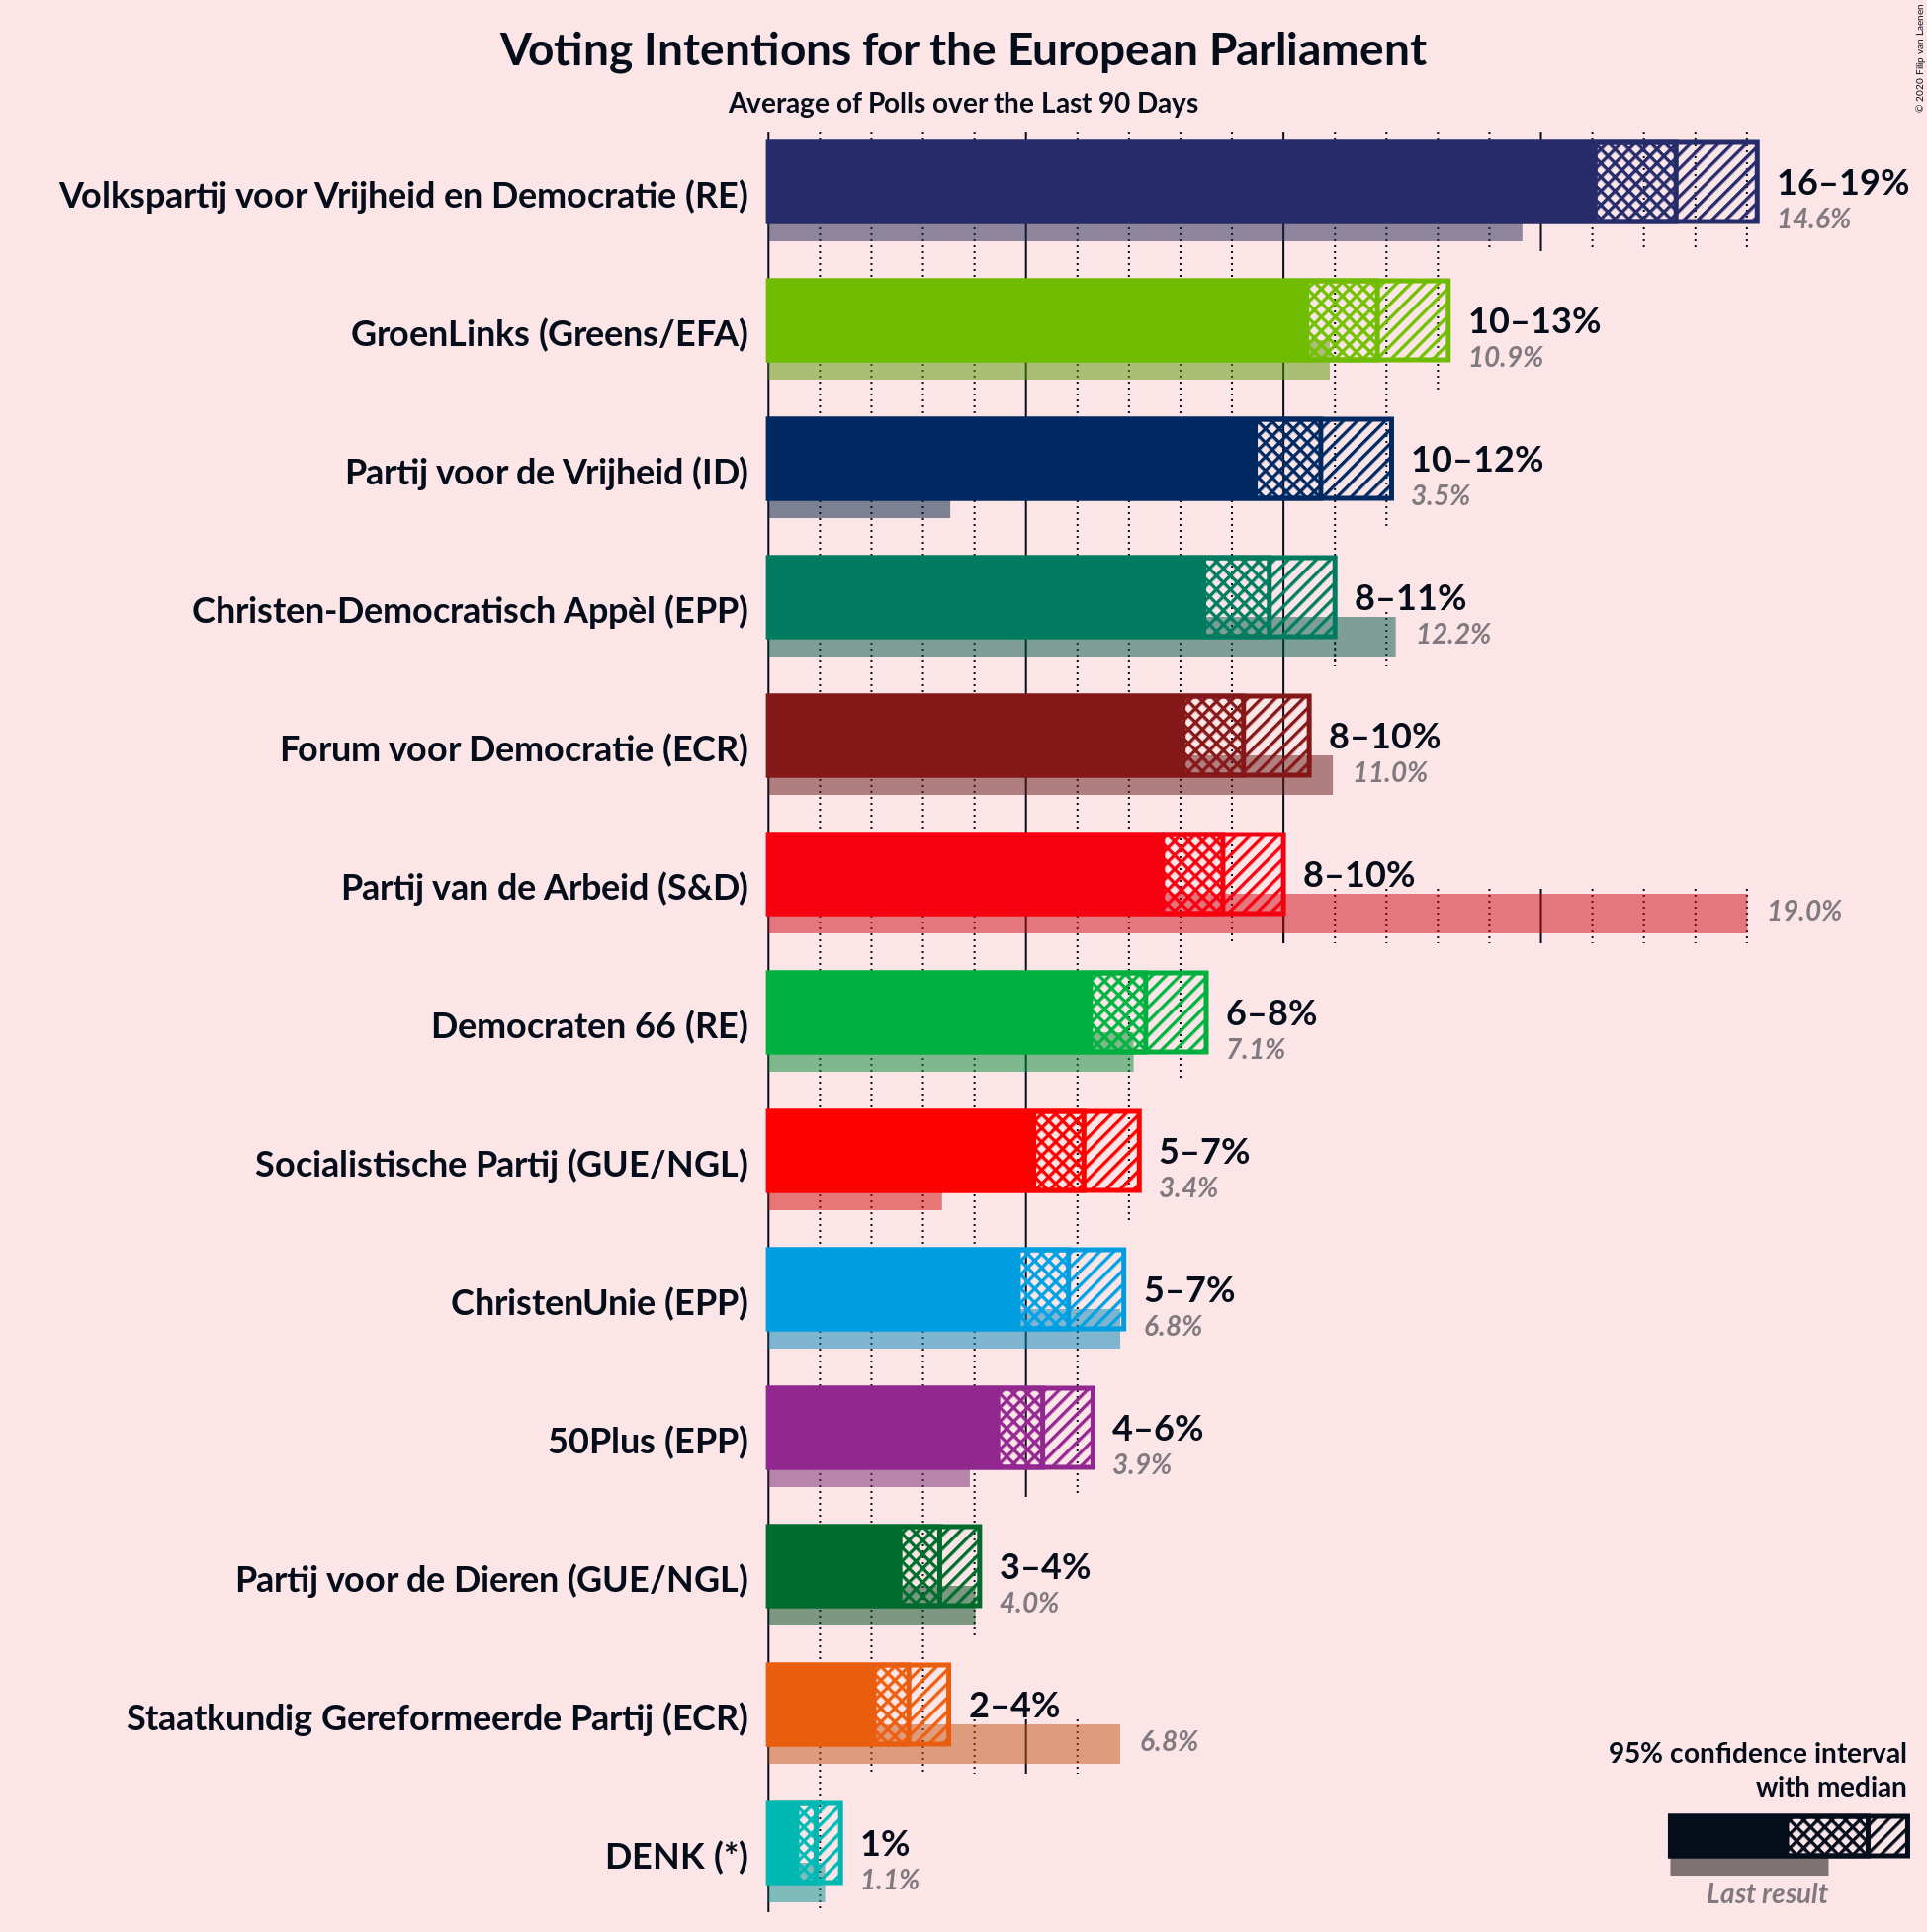 Voting Intentions for the European Parliament
Average of Polls over the Last 90 Days
© 2020 Filip van Laenen
Volkspartij voor Vrijheid en Democratie (RE)
16–19%
14.6%
GroenLinks (Greens/EFA)
10–13%
10.9%
Partij voor de Vrijheid (ID)
10–12%
3.5%
Christen-Democratisch Appèl (EPP)
8–11%
12.2%
Forum voor Democratie (ECR)
8–10%
11.0%
Partij van de Arbeid (S&D)
8–10%
19.0%
Democraten 66 (RE)
6–8%
7.1%
Socialistische Partij (GUE/NGL)
5–7%
3.4%
ChristenUnie (EPP)
5–7%
6.8%
50Plus (EPP)
4–6%
3.9%
Partij voor de Dieren (GUE/NGL)
3–4%
4.0%
Staatkundig Gereformeerde Partij (ECR)
2–4%
6.8%
DENK (*)
1%
1.1%
95% confidence interval
with median
Last result